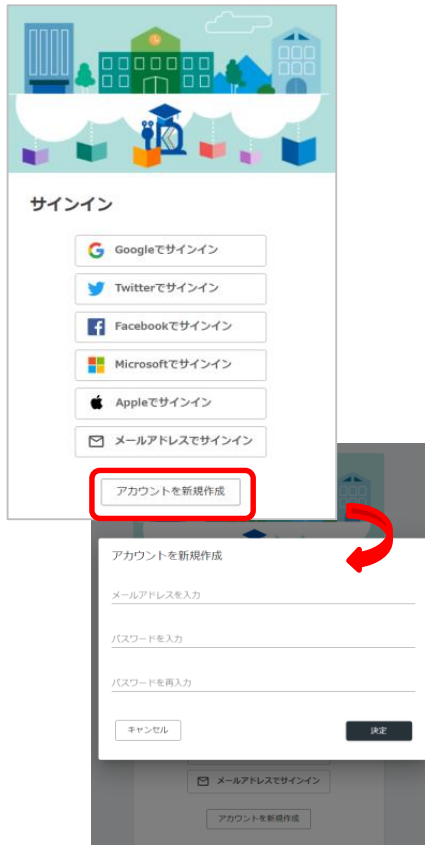 サインイン
Googleでサインイン
Twitterでサインイン
Facebookでサインイン
Microsoftでサインイン
Appleでサインイン
メールアドレスでサインイン
アカウントを新規作成
アカウントを新規作成
メールアドレスを入力
パスワードを入力
パスワードを再入力
キャンセル
決定
メールアドレスでサインイン
アカウントを新規作成